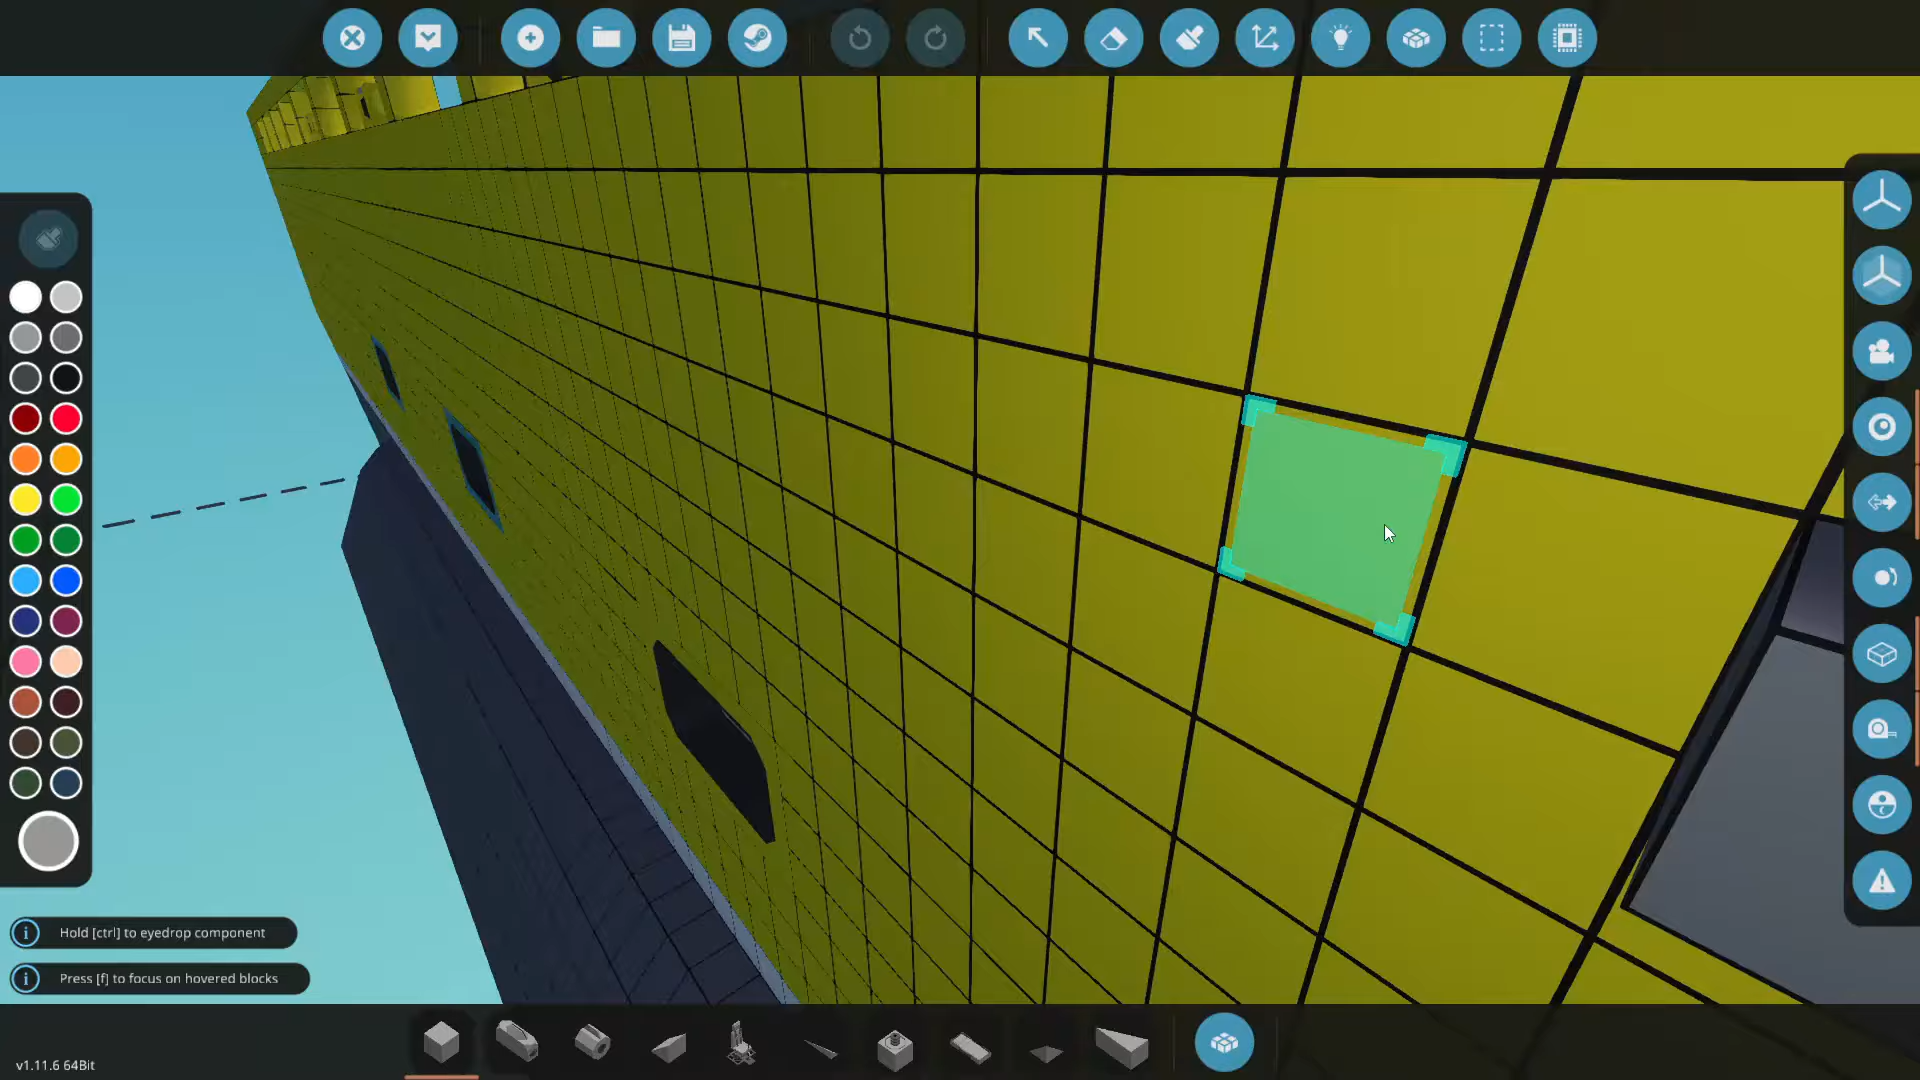 Hold [ctrl] to eyedrop component
Press [f] to focus on hovered blocks
v1.11.6 64Bit